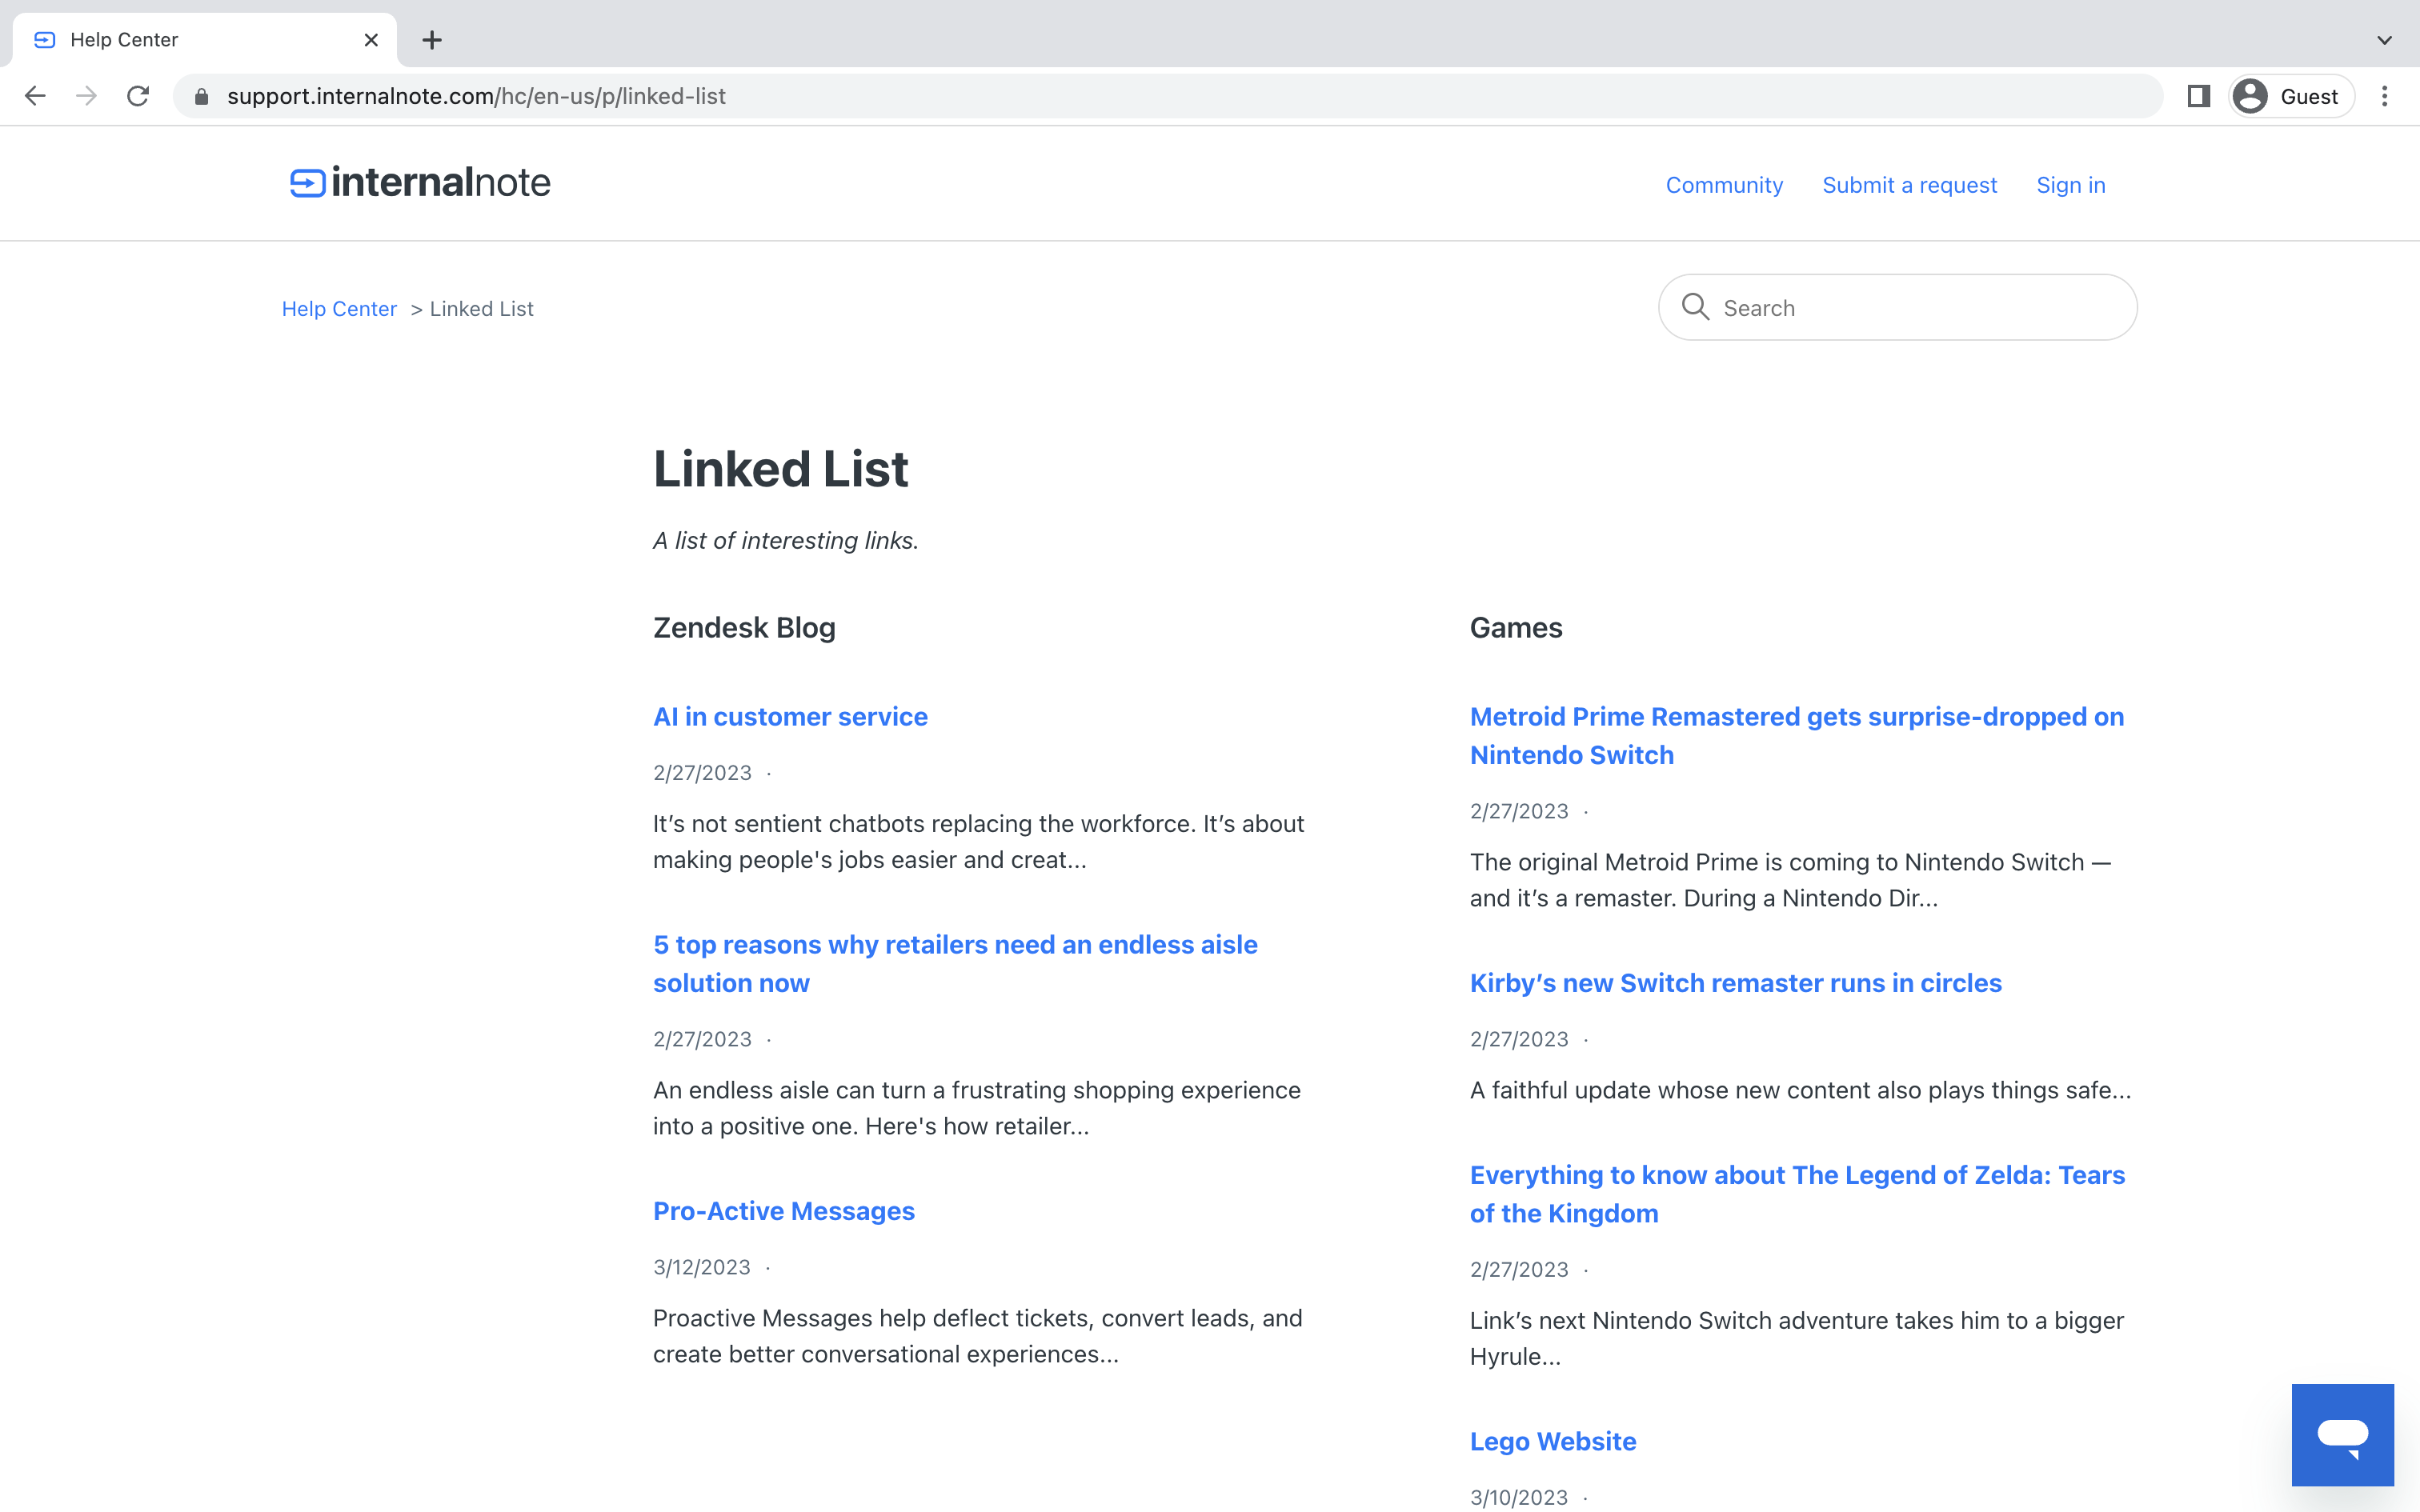 Help Center
support.internalnote.com/hc/en-us/p/linked-list
Guest
internalnote
Community
Submit a request
Sign in
Help Center > Linked List
Search
Linked List
A list of interesting links.
Zendesk Blog
AI in customer service
2/27/2023 ·
It’s not sentient chatbots replacing the workforce. It’s about
making people's jobs easier and creat...
5 top reasons why retailers need an endless aisle
solution now
2/27/2023 ·
An endless aisle can turn a frustrating shopping experience
into a positive one. Here's how retailer...
Pro-Active Messages
3/12/2023 ·
Proactive Messages help deflect tickets, convert leads, and
create better conversational experiences...
Games
Metroid Prime Remastered gets surprise-dropped on
Nintendo Switch
2/27/2023 ·
The original Metroid Prime is coming to Nintendo Switch —
and it’s a remaster. During a Nintendo Dir...
Kirby’s new Switch remaster runs in circles
2/27/2023 ·
A faithful update whose new content also plays things safe...
Everything to know about The Legend of Zelda: Tears
of the Kingdom
2/27/2023 ·
Link’s next Nintendo Switch adventure takes him to a bigger
Hyrule...
Lego Website
3/10/2023 ·